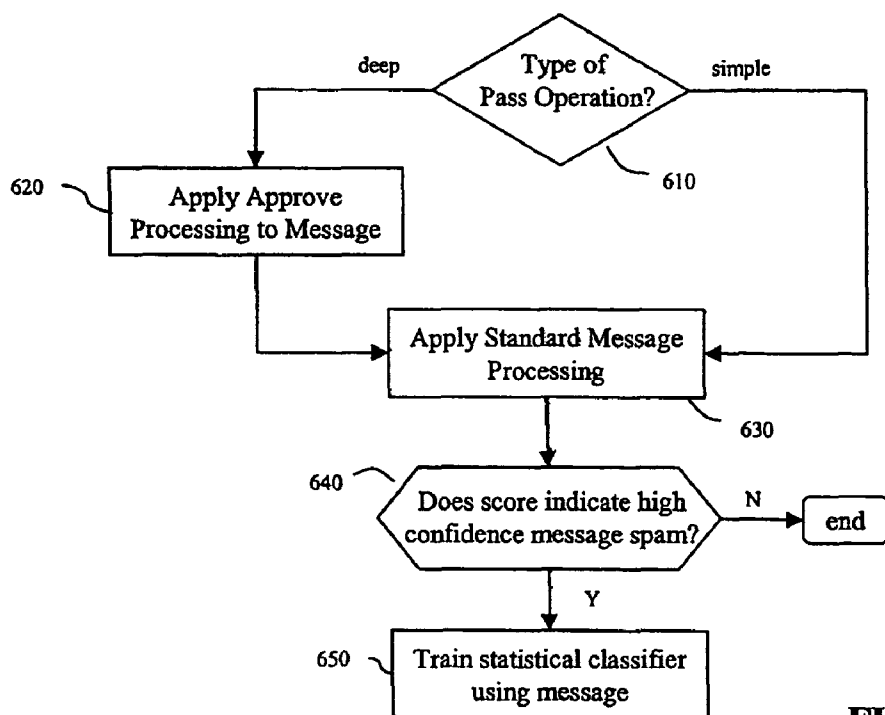 deep
Type of
Pass Operation?
simple
610
620
Apply Approve
Processing to Message
Apply Standard Message
Processing
630
640
Does score indicate high
confidence message spam?
N
end
Y
650
Train statistical classifier
using message